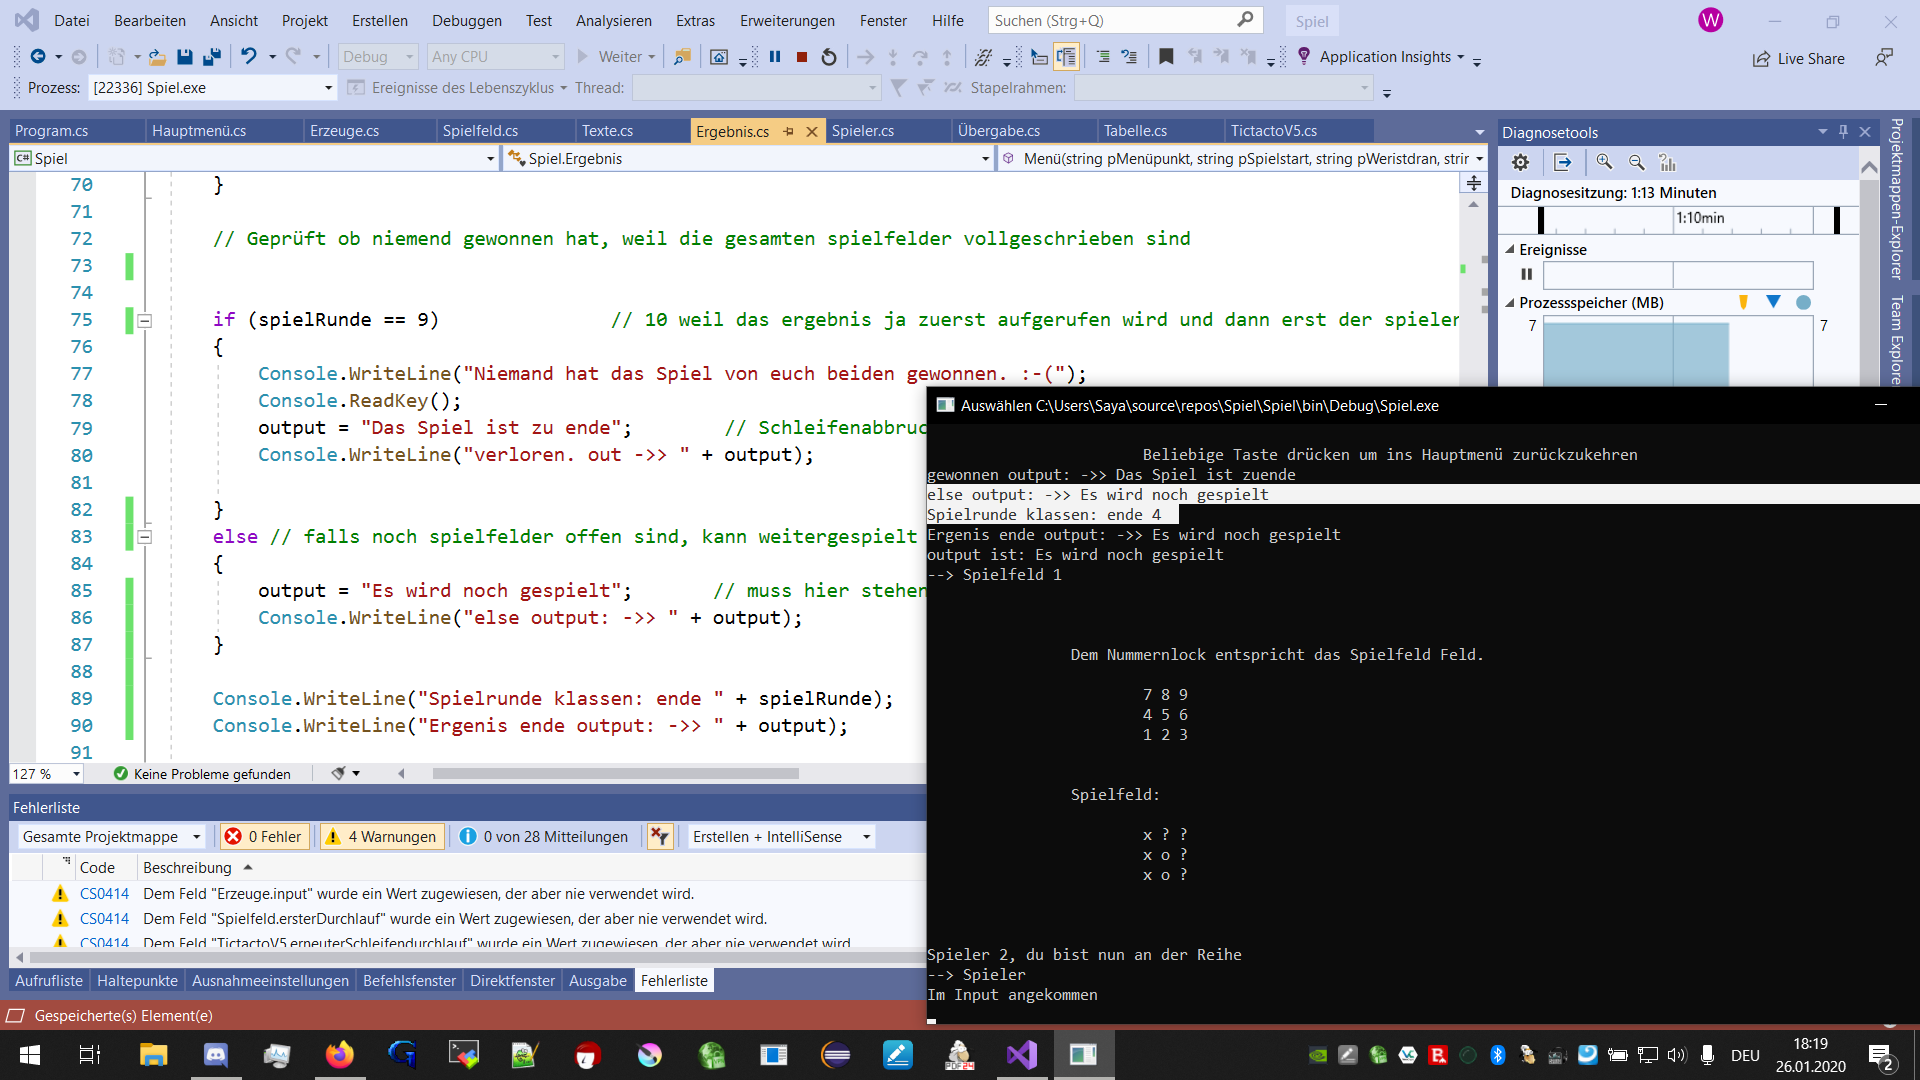 Datei Bearbeiten Ansicht Projekt Erstellen Debuggen Test Analysieren Extras Erweiterungen Fenster Hilfe Suchen (Strg+Q) Spiel W
Debug Any CPU Weiter Application Insights Live Share
Prozess: [22336] Spiel.exe Ereignisse des Lebenszyklus Thread: Stapelrahmen:
Program.cs Hauptmenü.cs Erzeuge.cs Spielfeld.cs Texte.cs Ergebnis.cs Spieler.cs Übergabe.cs Tabelle.cs TictactoV5.cs
C# Spiel Spiel.Ergebnis Menü(string pMenüpunkt, string pSpielstart, string pWeristdran, strir
70 }
71
72 // Geprüft ob niemend gewonnen hat, weil die gesamten spielfelder vollgeschrieben sind
73
74
75 if (spielRunde == 9) // 10 weil das ergebnis ja zuerst aufgerufen wird und dann erst der spieler
76 {
77 Console.WriteLine("Niemand hat das Spiel von euch beiden gewonnen. :-(");
78 Console.ReadKey();
79 output = "Das Spiel ist zu ende"; // Schleifenabbruc
80 Console.WriteLine("verloren. out ->> " + output);
81
82 }
83 else // falls noch spielfelder offen sind, kann weitergespielt
84 {
85 output = "Es wird noch gespielt"; // muss hier stehen
86 Console.WriteLine("else output: ->> " + output);
87 }
88
89 Console.WriteLine("Spielrunde klassen: ende " + spielRunde);
90 Console.WriteLine("Ergenis ende output: ->> " + output);
91
127 % Keine Probleme gefunden
Diagnosetools
Diagnosesitzung: 1:13 Minuten
1:10min
Ereignisse
Prozessspeicher (MB)
7 7
Projektmappen-Explorer
Team Explore
Auswählen C:\Users\Saya\source\repos\Spiel\Spiel\bin\Debug\Spiel.exe
Beliebige Taste drücken um ins Hauptmenü zurückzukehren
gewonnen output: ->> Das Spiel ist zuende
else output: ->> Es wird noch gespielt
Spielrunde klassen: ende 4
Ergenis ende output: ->> Es wird noch gespielt
output ist: Es wird noch gespielt
--> Spielfeld 1
Dem Nummernlock entspricht das Spielfeld Feld.
7 8 9
4 5 6
1 2 3
Spielfeld:
x ? ?
x o ?
x o ?
Spieler 2, du bist nun an der Reihe
--> Spieler
Im Input angekommen
Fehlerliste
Gesamte Projektmappe 0 Fehler 4 Warnungen 0 von 28 Mitteilungen Erstellen + IntelliSense
Code Beschreibung
CS0414 Dem Feld "Erzeuge.input" wurde ein Wert zugewiesen, der aber nie verwendet wird.
CS0414 Dem Feld "Spielfeld.ersterDurchlauf" wurde ein Wert zugewiesen, der aber nie verwendet wird.
CS0414 Dem Feld "TictactoV5.erneuterSchleifendurchlauf" wurde ein Wert zugewiesen, der aber nie verwendet wird.
Aufrufliste Haltepunkte Ausnahmeeinstellungen Befehlsfenster Direktfenster Ausgabe Fehlerliste
Gespeicherte(s) Element(e)
DEU
18:19
26.01.2020
2